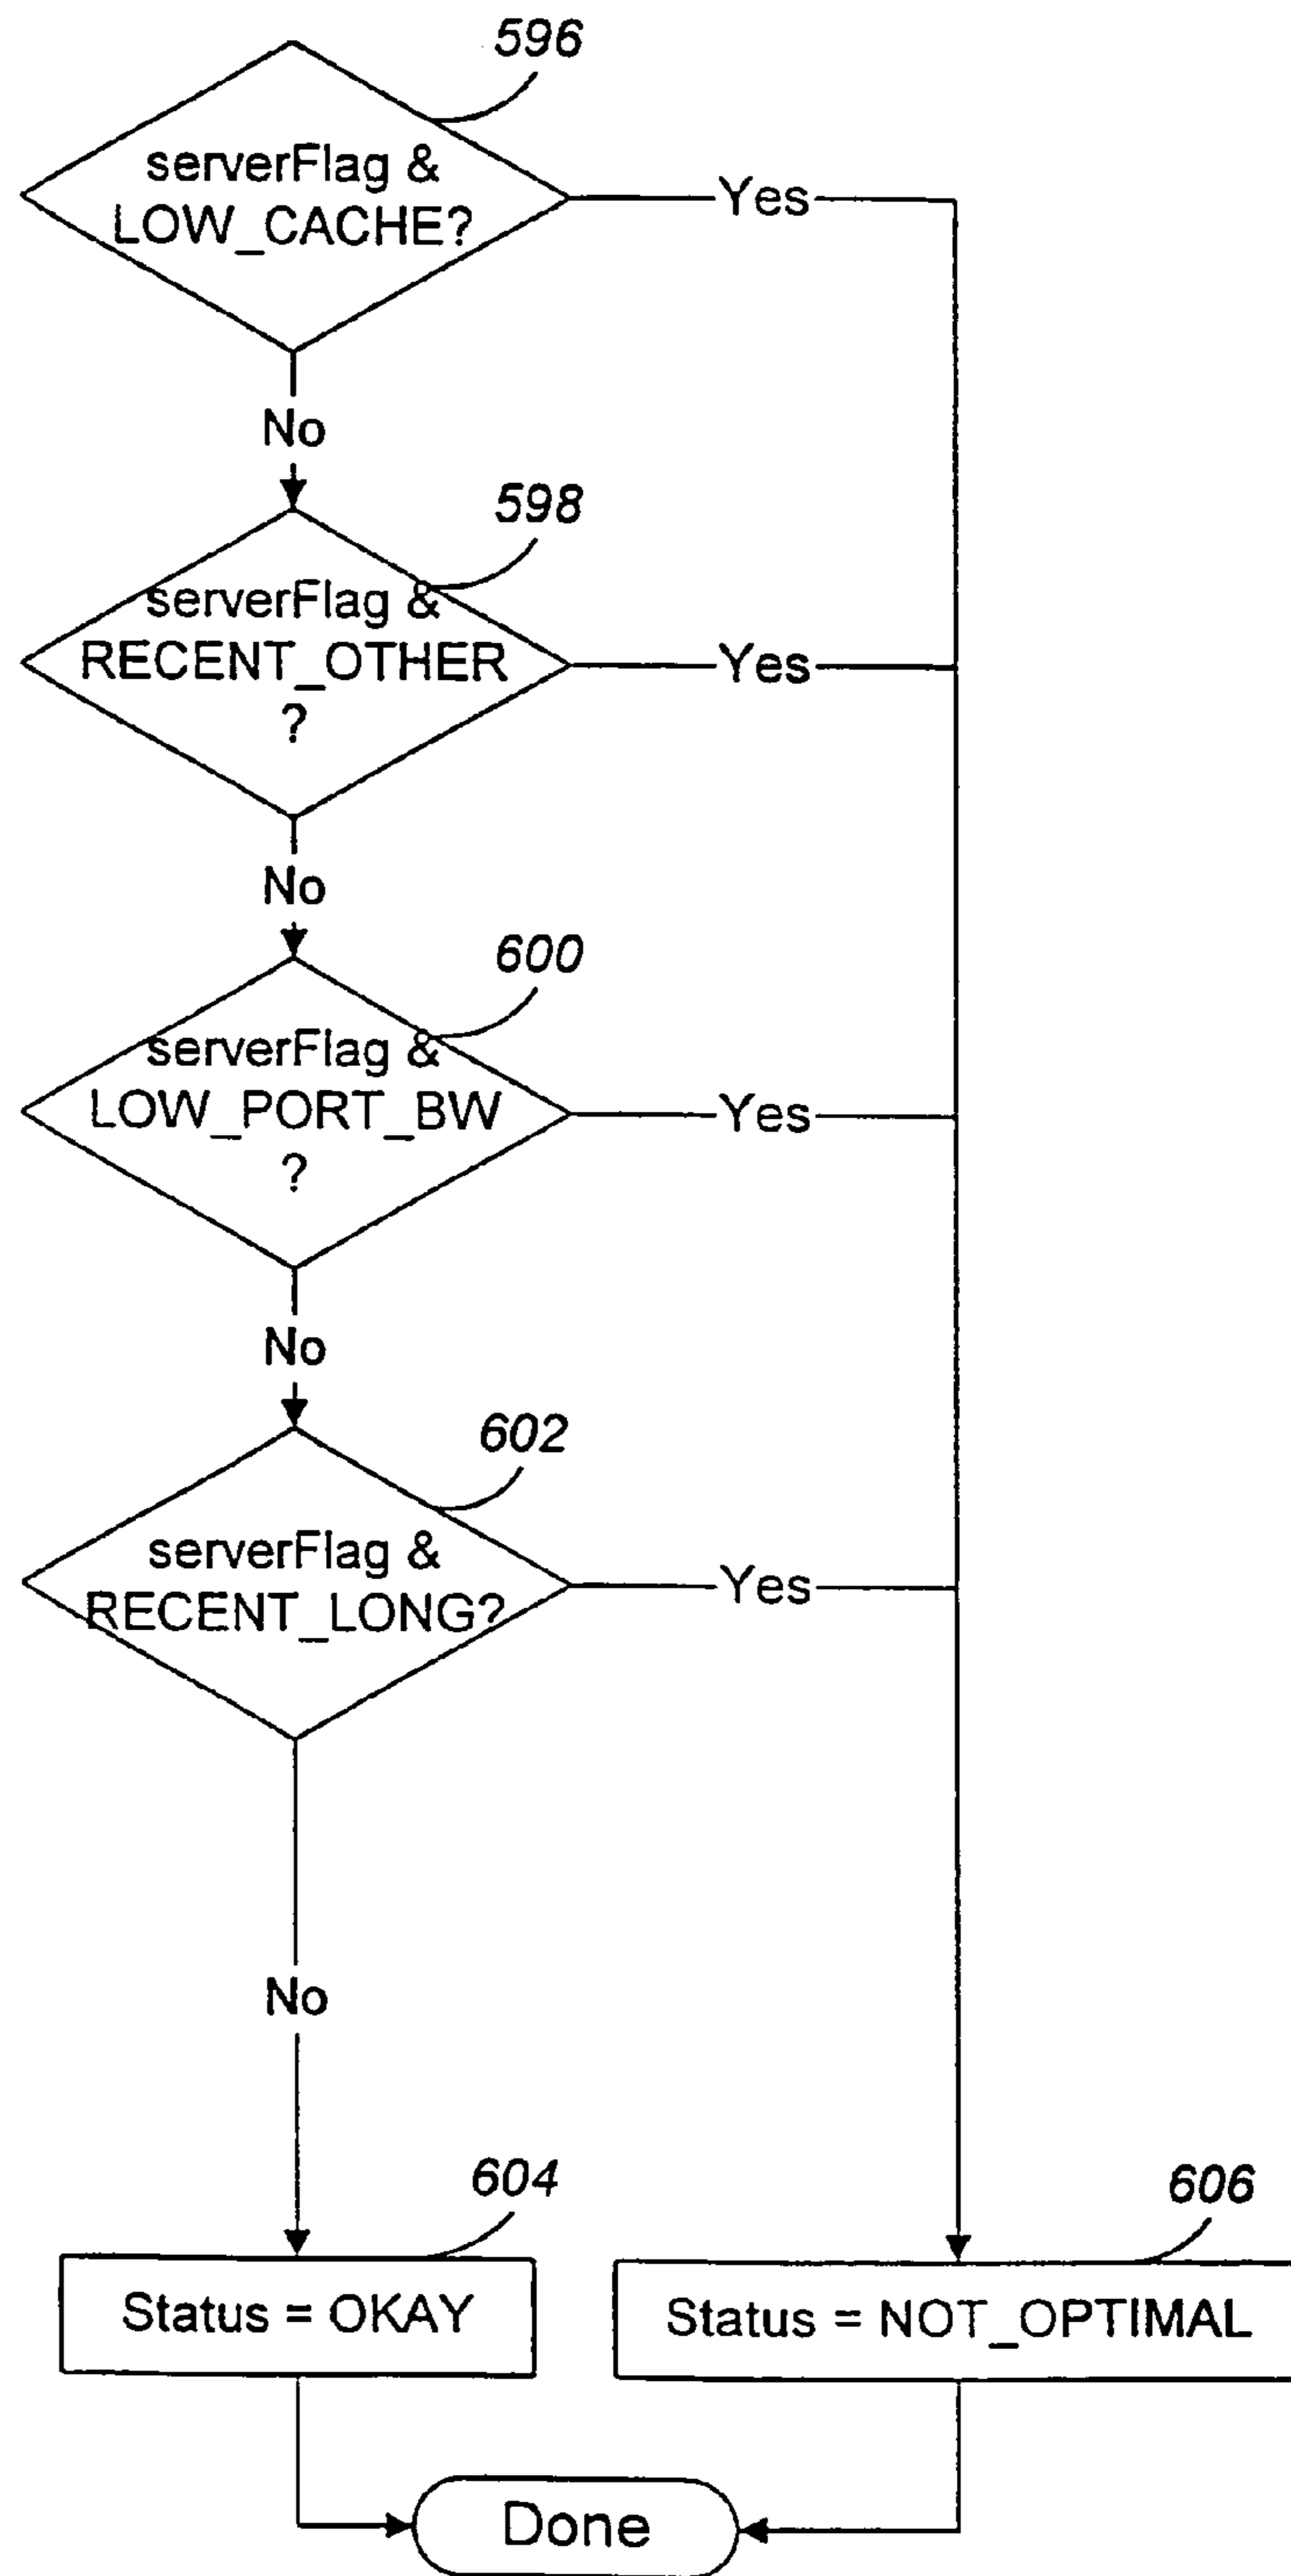 596
serverFlag &
LOW_CACHE?
Yes
No
598
serverFlag &
RECENT_OTHER
?
Yes
No
600
serverFlag &
LOW_PORT_BW
?
Yes
No
602
serverFlag &
RECENT_LONG?
Yes
No
604
Status = OKAY
606
Status = NOT_OPTIMAL
Done